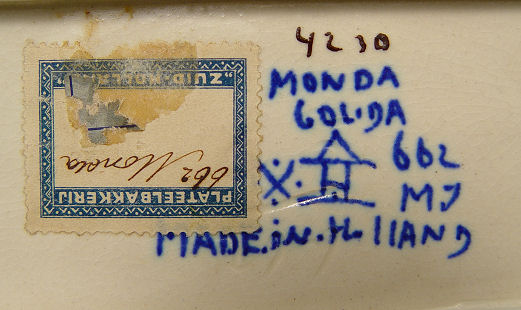 4230
MONDA
GOUDA
662
MJ
MADE.iN.HOllAND
PLATEELBAKKERIJ
662 Monda
"ZUID-HOLLAND"